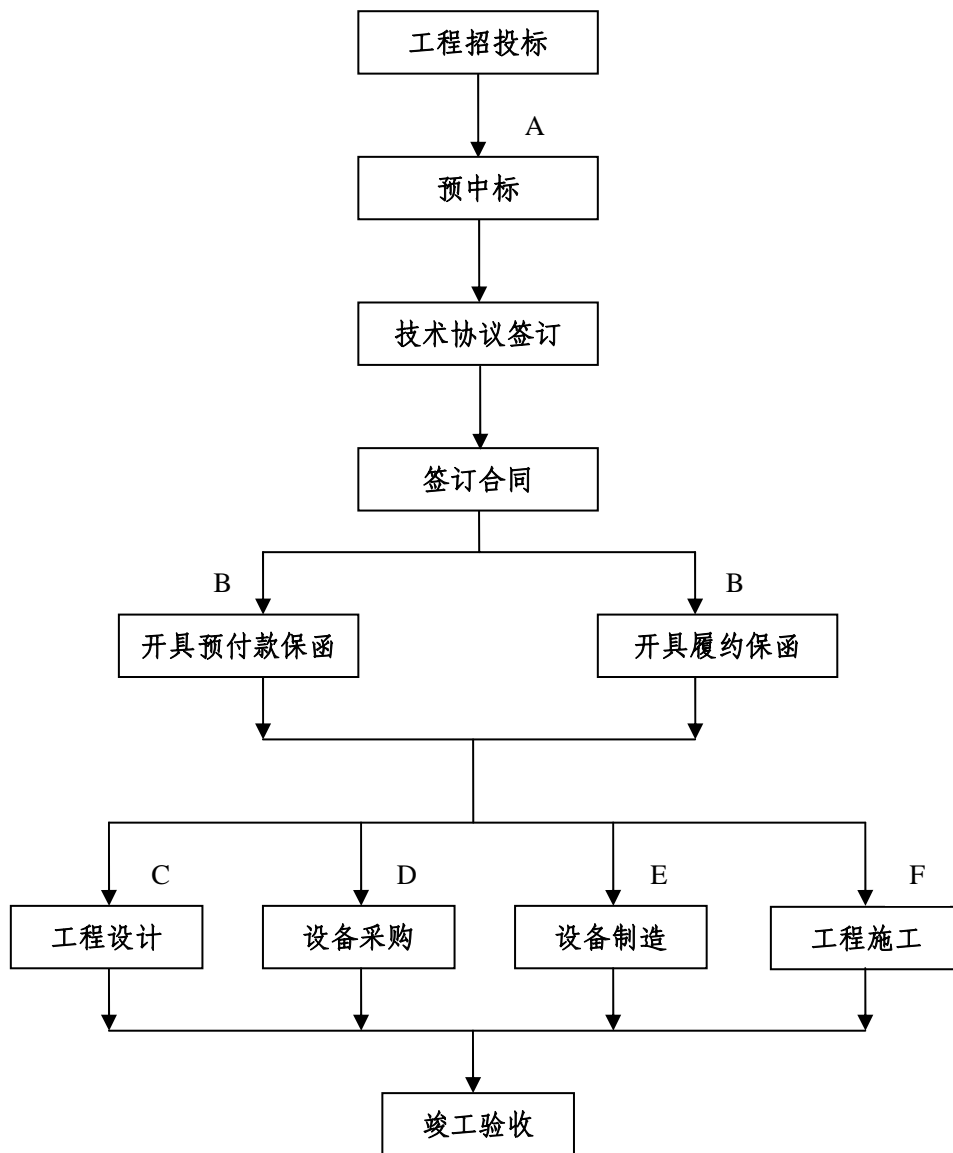 工程招投标
A
预中标
技术协议签订
签订合同
B
B
开具预付款保函
开具履约保函
C
D
E
F
工程设计
设备采购
设备制造
工程施工
竣工验收